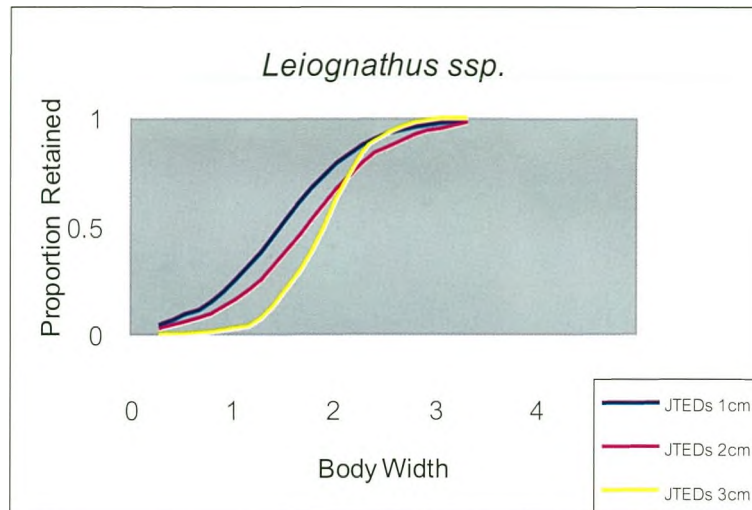 Leiognathus ssp.
Proportion Retained
1
0.5
0
0 1 2 3 4
Body Width
JTEDs 1cm
JTEDs 2cm
JTEDs 3cm